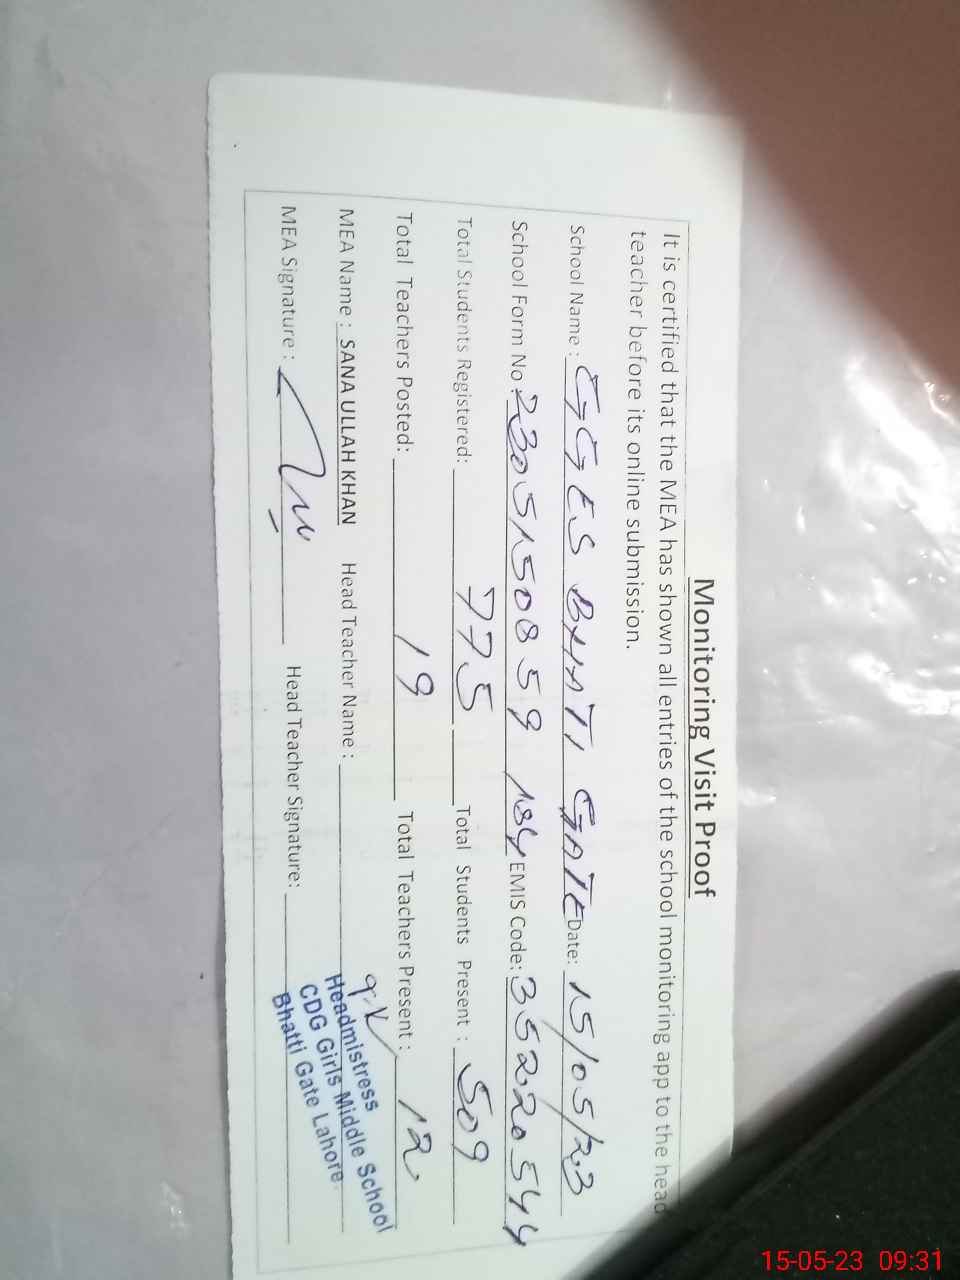 Monitoring Visit Proof
It is certified that the MEA has shown all entries of the school monitoring app to the head
teacher before its online submission.
School Name : GGES BHATI GATE Date: 15/05/23
School Form No 230515085 59 184 EMIS Code: 35220544
Total Students Registered: 775 Total Students Present : 509
Total Teachers Posted: 19 Total Teachers Present : 12
MEA Name : SANA ULLAH KHAN Head Teacher Name :
MEA Signature : Head Teacher Signature:
Headmistress
CDG Girls Middle School
Bhatti Gate Lahore.
15-05-23 09:31